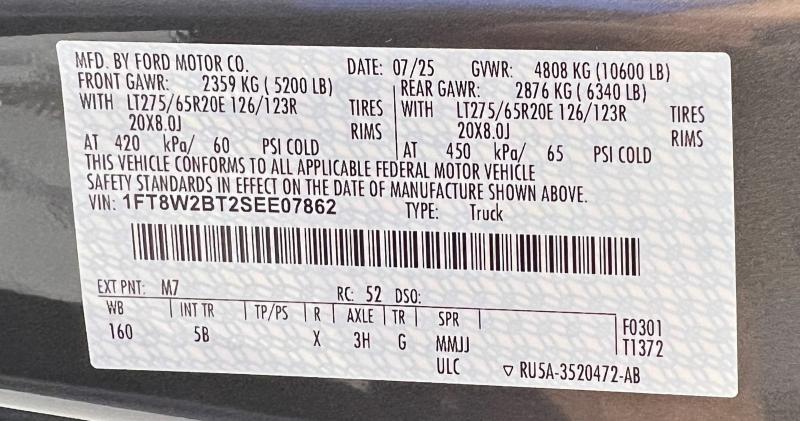 MFD. BY FORD MOTOR CO. DATE: 07/25 GVWR: 4808 KG (10600 LB)
FRONT GAWR: 2359 KG ( 5200 LB) REAR GAWR: 2876 KG ( 6340 LB)
WITH LT275/65R20E 126/123R TIRES WITH LT275/65R20E 126/123R TIRES
20X8.0J RIMS 20X8.0J RIMS
AT 420 kPa/ 60 PSI COLD AT 450 kPa/ 65 PSI COLD
THIS VEHICLE CONFORMS TO ALL APPLICABLE FEDERAL MOTOR VEHICLE
SAFETY STANDARDS IN EFFECT ON THE DATE OF MANUFACTURE SHOWN ABOVE.
VIN: 1FT8W2BT2SEE07862 TYPE: Truck
EXT PNT: M7 RC: 52 DSO:
WB INT TR TP/PS R AXLE TR SPR F0301
160 5B X 3H G MMJJ T1372
ULC ▽ RU5A-3520472-AB